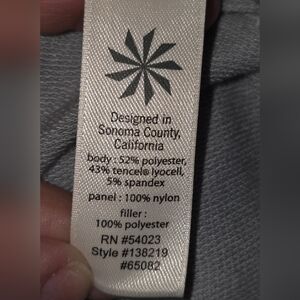 Designed in
Sonoma County,
California
body : 52% polyester,
43% tencel® lyocell,
5% spandex
panel : 100% nylon
filler :
100% polyester
RN #54023
Style #138219
#65082